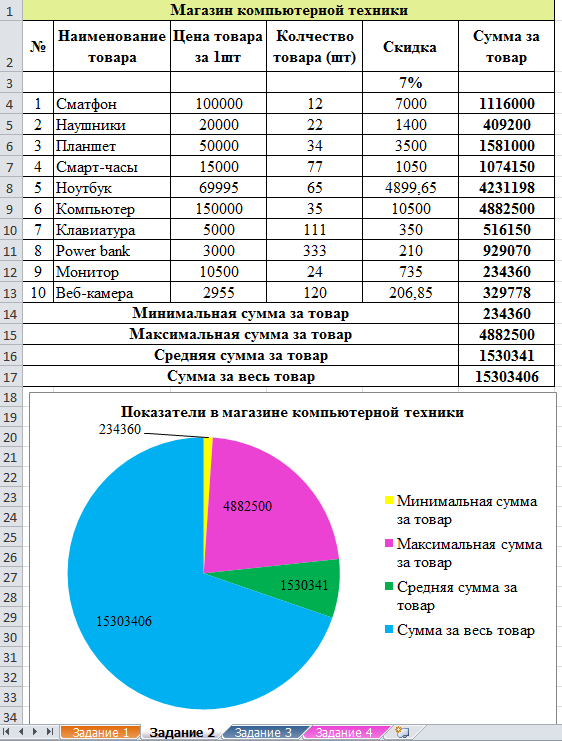 1 Магазин компьютерной техники
№ Наименование Цена товара Колчество Скидка Сумма за
2 товара за 1шт товара (шт) товар
3 7%
4 1 Сматфон 100000 12 7000 1116000
5 2 Наушники 20000 22 1400 409200
6 3 Планшет 50000 34 3500 1581000
7 4 Смарт-часы 15000 77 1050 1074150
8 5 Ноутбук 69995 65 4899,65 4231198
9 6 Компьютер 150000 35 10500 4882500
10 7 Клавиатура 5000 111 350 516150
11 8 Power bank 3000 333 210 929070
12 9 Монитор 10500 24 735 234360
13 10 Веб-камера 2955 120 206,85 329778
14 Минимальная сумма за товар 234360
15 Максимальная сумма за товар 4882500
16 Средняя сумма за товар 1530341
17 Сумма за весь товар 15303406
18
19 Показатели в магазине компьютерной техники
20 234360
21
22
23 4882500 Минимальная сумма
24 за товар
25 Максимальная сумма
26 за товар
27 1530341 Средняя сумма за
28 товар
29 15303406 Сумма за весь товар
30
31
32
33
34
Задание 1 Задание 2 Задание 3 Задание 4